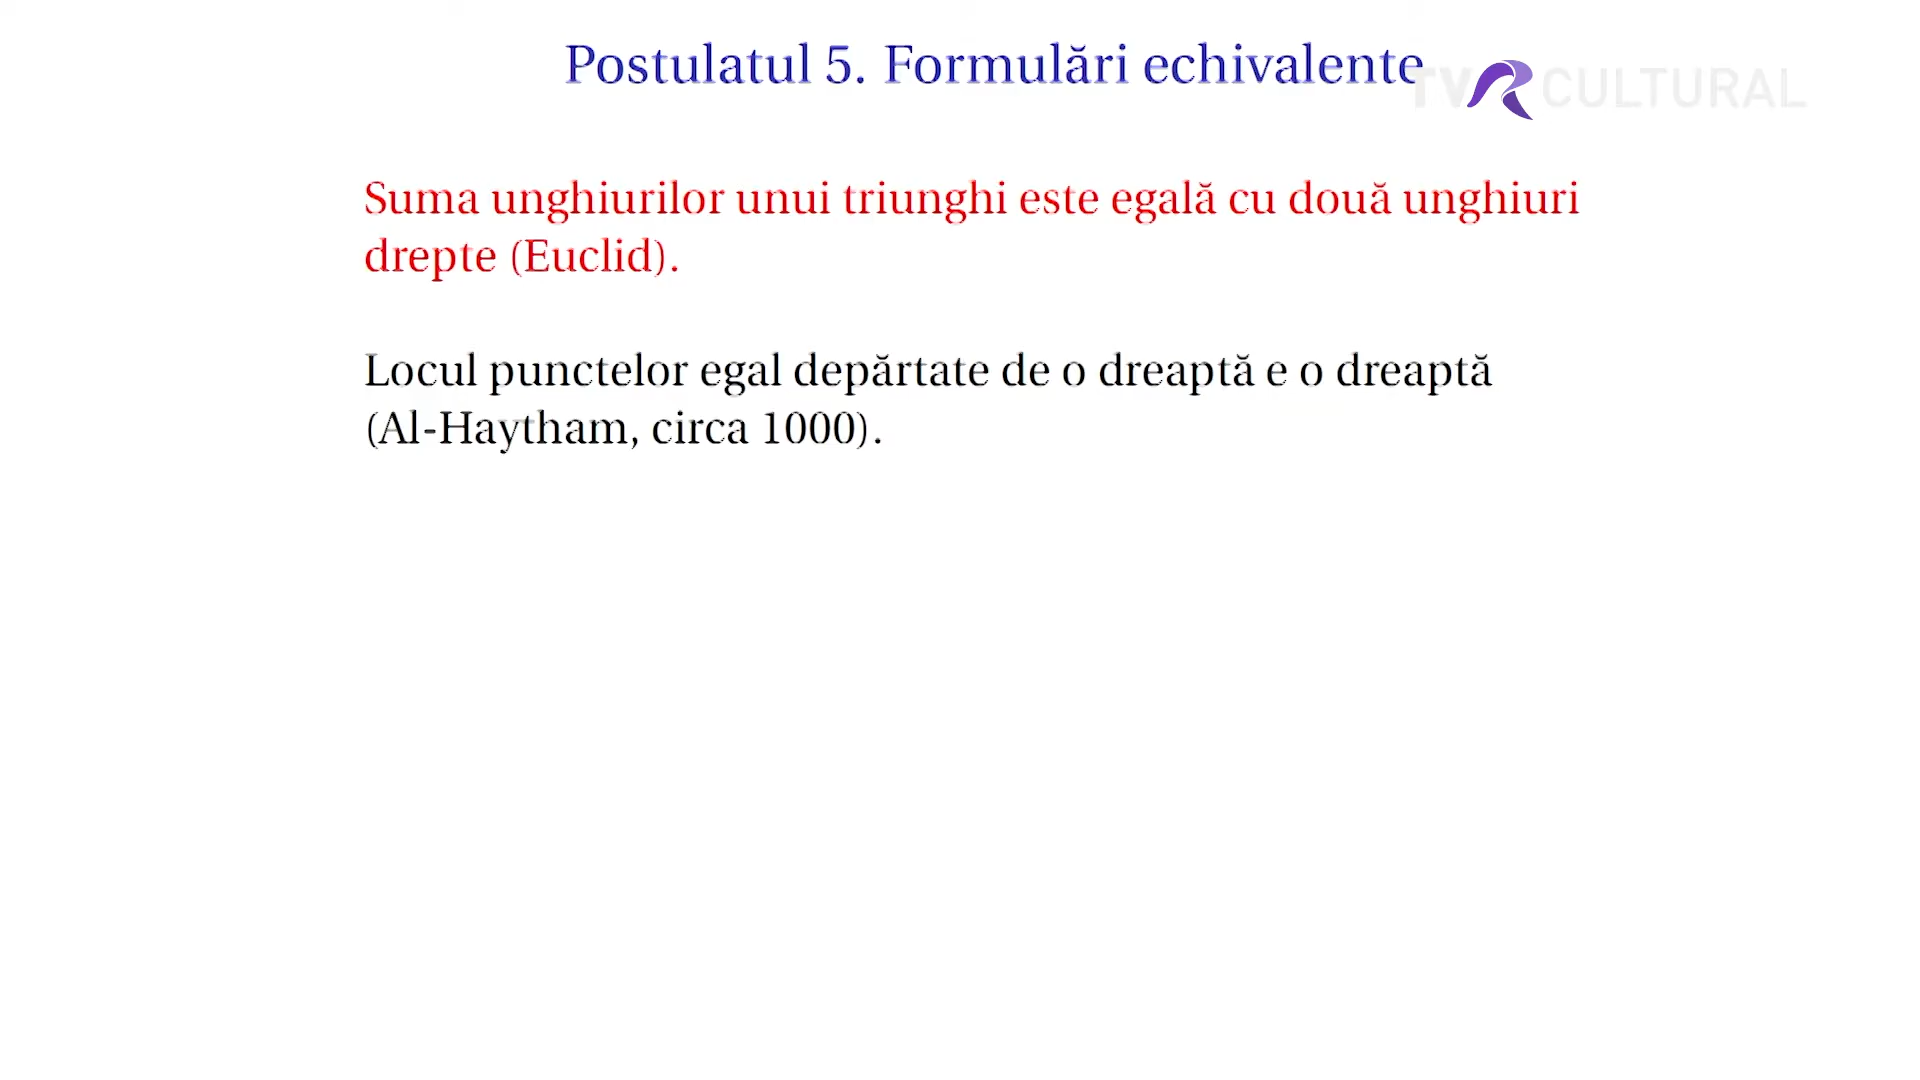 Postulatul 5. Formulări echivalente
TVR CULTURAL
Suma unghiurilor unui triunghi este egală cu două unghiuri
drepte (Euclid).
Locul punctelor egal depărtate de o dreaptă e o dreaptă
(Al-Haytham, circa 1000).